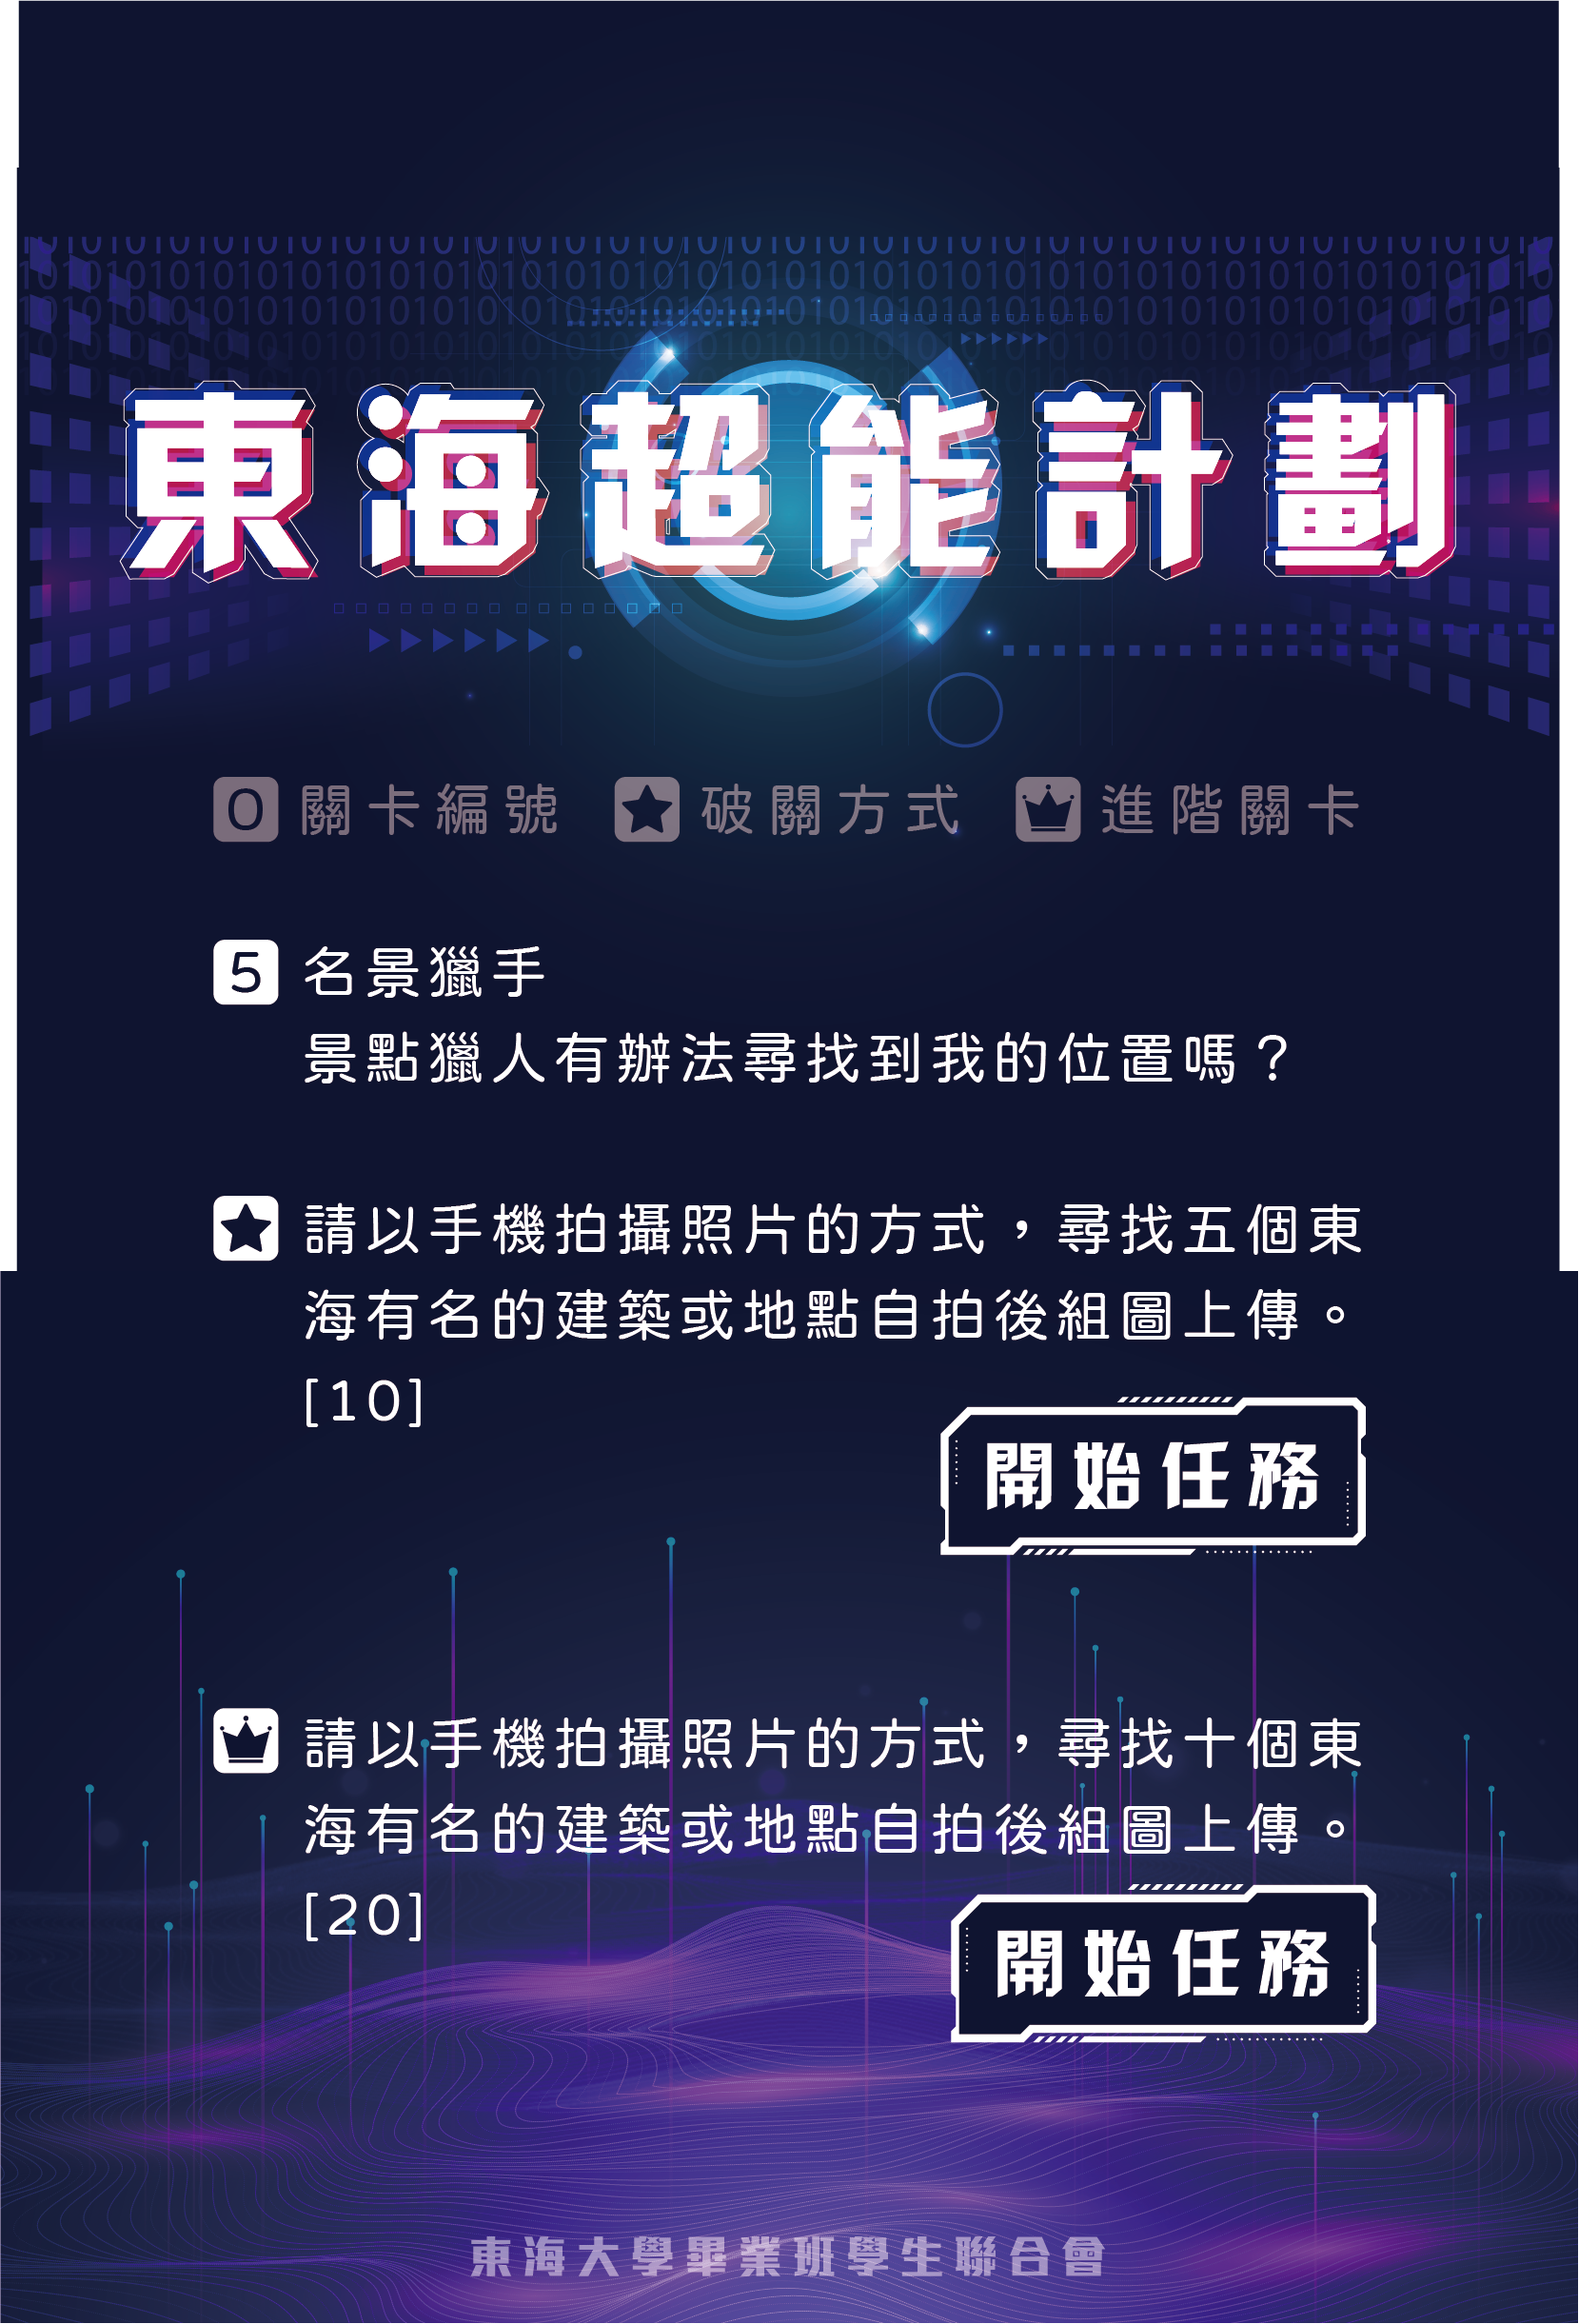 東海超能計劃
0 關卡編號 ★ 破關方式 進階關卡
5 名景獵手
景點獵人有辦法尋找到我的位置嗎？
★ 請以手機拍攝照片的方式，尋找五個東
海有名的建築或地點自拍後組圖上傳。
[10]
開始任務
請以手機拍攝照片的方式，尋找十個東
海有名的建築或地點自拍後組圖上傳。
[20]
開始任務
東海大學畢業班學生聯合會